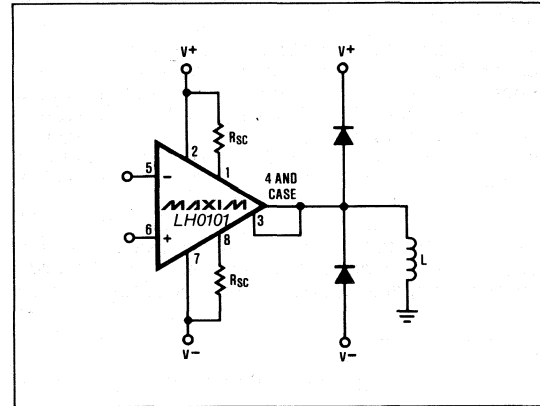 V+
V+
RSC
2
1
5
-
4 AND
CASE
MAXIM
LH0101
3
6
+
8
7
L
RSC
V-
V-